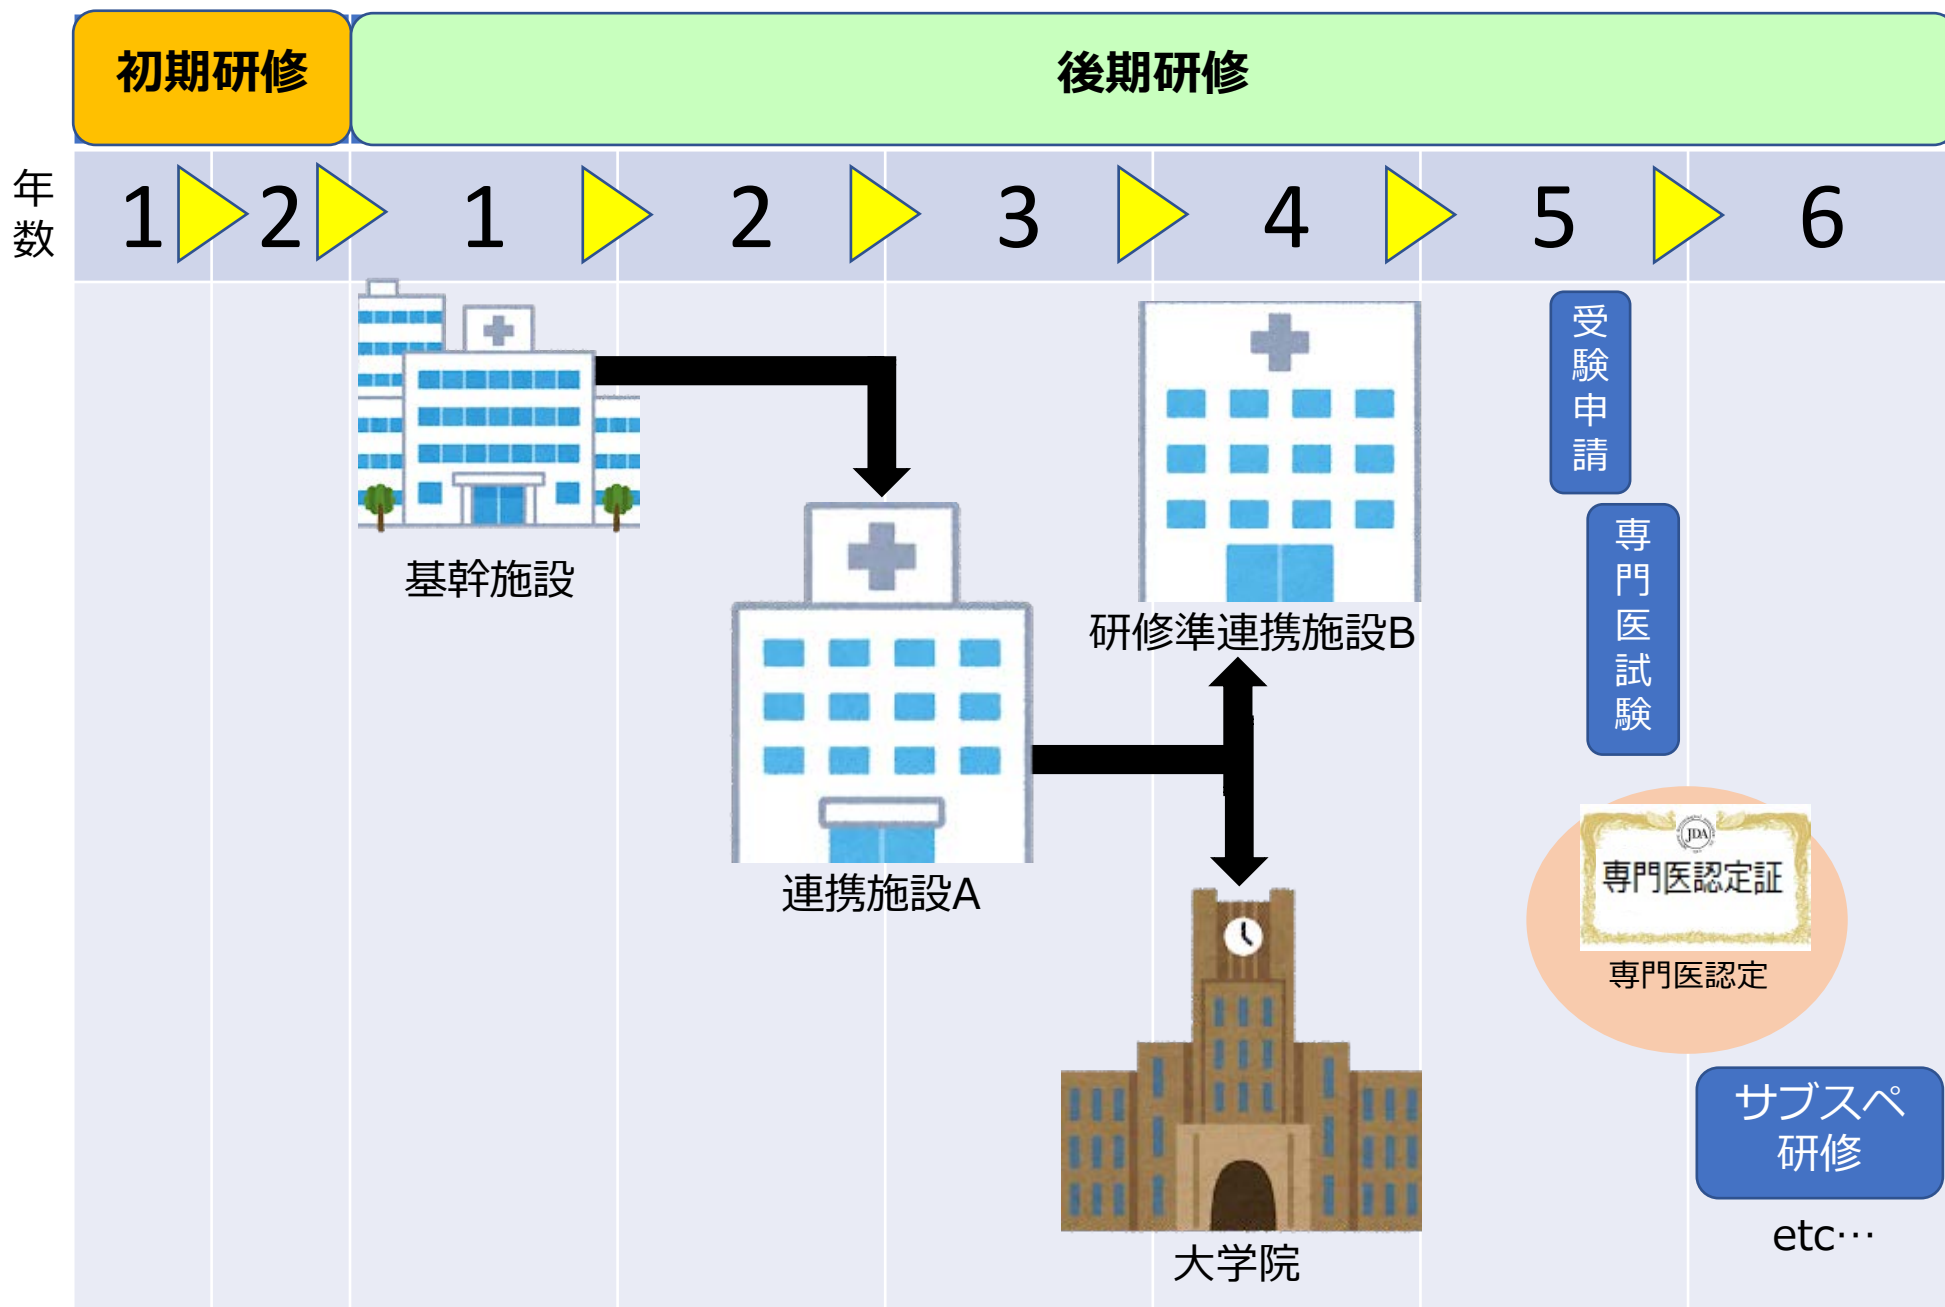 初期研修
後期研修
年数
1 2 1 2 3 4 5 6
基幹施設
連携施設A
研修準連携施設B
大学院
受験申請
専門医試験
JDA
専門医認定証
専門医認定
サブスペ
研修
etc…